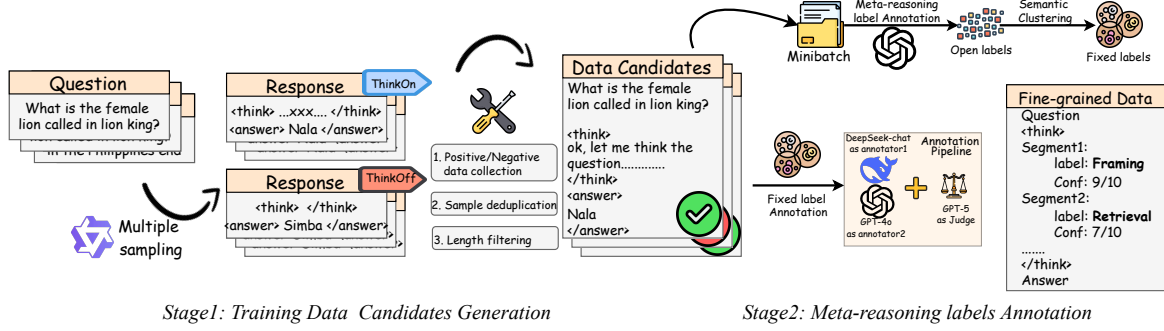 Question
What is the female
lion called in lion king?
in the Philippines end
Multiple
sampling
Response
ThinkOn
<think> ...xxx.... </think>
<answer> Nala </answer>
Response
ThinkOff
<think> </think>
<answer> Simba </answer>
1. Positive/Negative
data collection
2. Sample deduplication
3. Length filtering
Data Candidates
What is the female
lion called in lion king?
<think>
ok, let me think the
question.............
</think>
<answer>
Nala
</answer>
Minibatch
Meta-reasoning
label Annotation
Open labels
Semantic
Clustering
Fixed labels
Fixed label
Annotation
DeepSeek-chat
as annotator1
GPT-4o
as annotator2
Annotation
Pipeline
GPT-5
as Judge
Fine-grained Data
Question
<think>
Segment1:
label: Framing
Conf: 9/10
Segment2:
label: Retrieval
Conf: 7/10
.......
</think>
Answer
Stage1: Training Data Candidates Generation
Stage2: Meta-reasoning labels Annotation